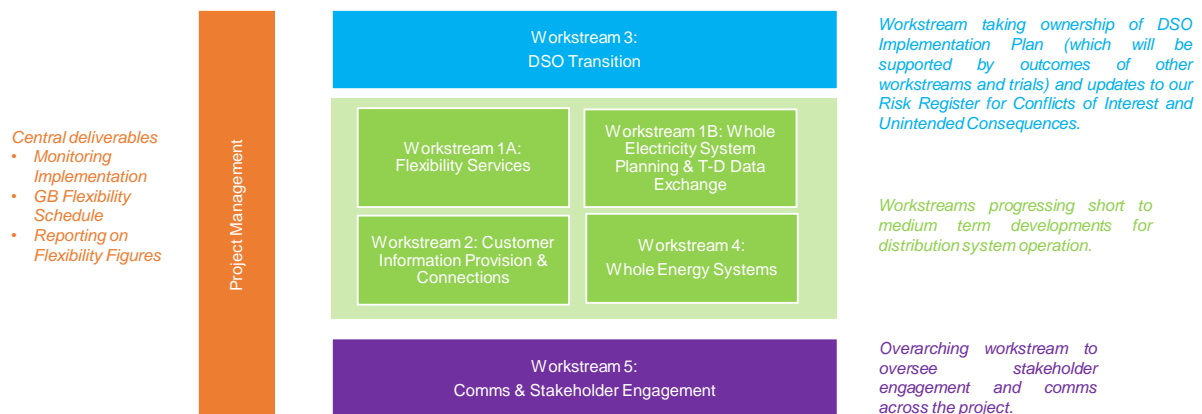 Central deliverables
• Monitoring
Implementation
• GB Flexibility
Schedule
• Reporting on
Flexibility Figures
Project Management
Workstream 3:
DSO Transition
Workstream 1A:
Flexibility Services
Workstream 1B: Whole
Electricity System
Planning & T-D Data
Exchange
Workstream 2: Customer
Information Provision &
Connections
Workstream 4:
Whole Energy Systems
Workstream 5:
Comms & Stakeholder Engagement
Workstream taking ownership of DSO
Implementation Plan (which will be
supported by outcomes of other
workstreams and trials) and updates to our
Risk Register for Conflicts of Interest and
Unintended Consequences.
Workstreams progressing short to
medium term developments for
distribution system operation.
Overarching workstream to
oversee stakeholder
engagement and comms
across the project.